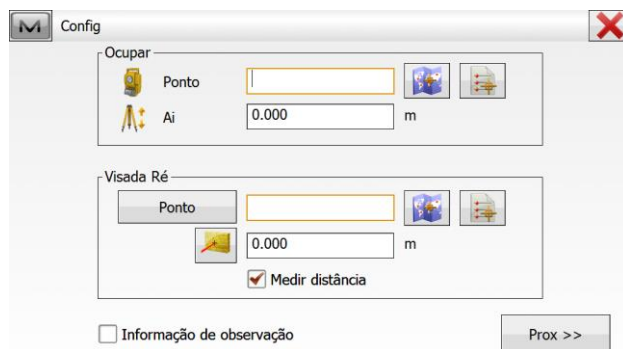 Config
Ocupar
Ponto
Ai 0.000 m
Visada Ré
Ponto
0.000 m
Medir distância
Informação de observação Prox >>